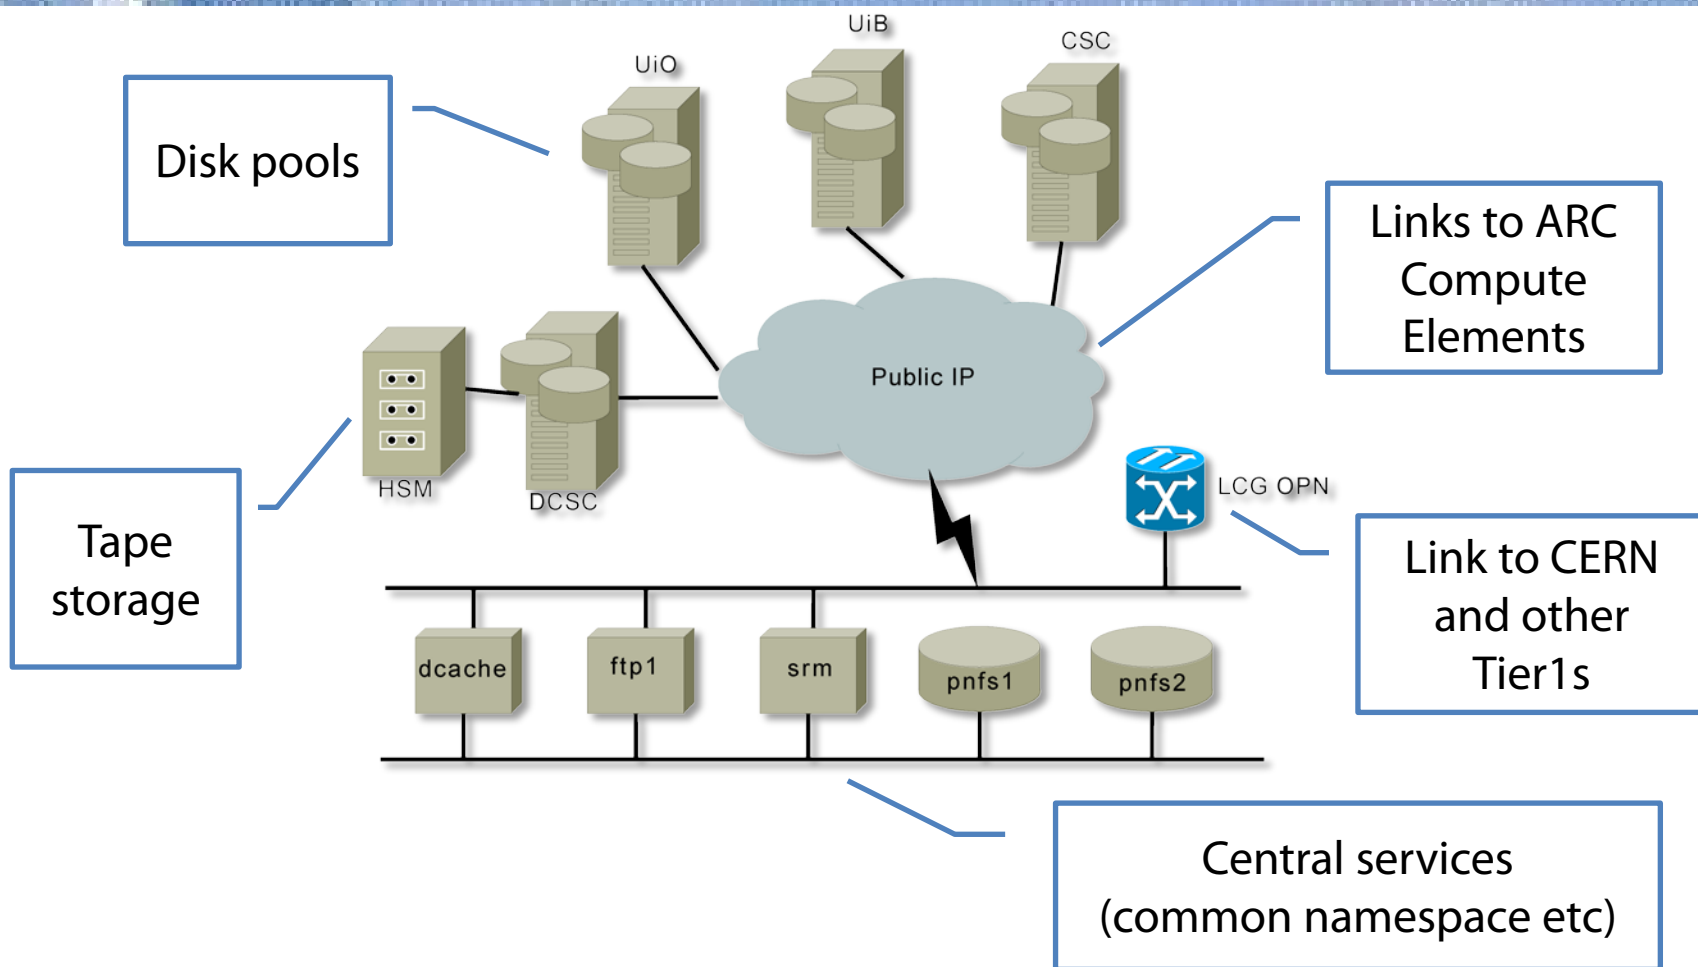 UiB
CSC
UiO
Disk pools
Links to ARC
Compute
Elements
Public IP
HSM
DCSC
LCG OPN
Tape
storage
Link to CERN
and other
Tier1s
dcache
ftp1
srm
pnfs1
pnfs2
Central services
(common namespace etc)